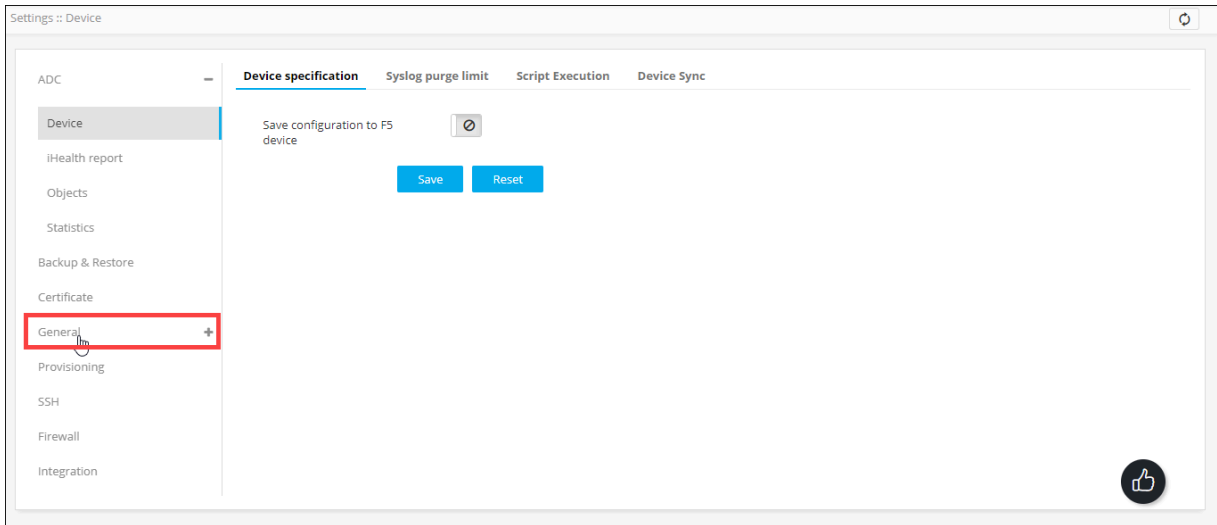 Settings :: Device
ADC
Device
iHealth report
Objects
Statistics
Backup & Restore
Certificate
General
Provisioning
SSH
Firewall
Integration
Device specification Syslog purge limit Script Execution Device Sync
Save configuration to F5
device
Save Reset